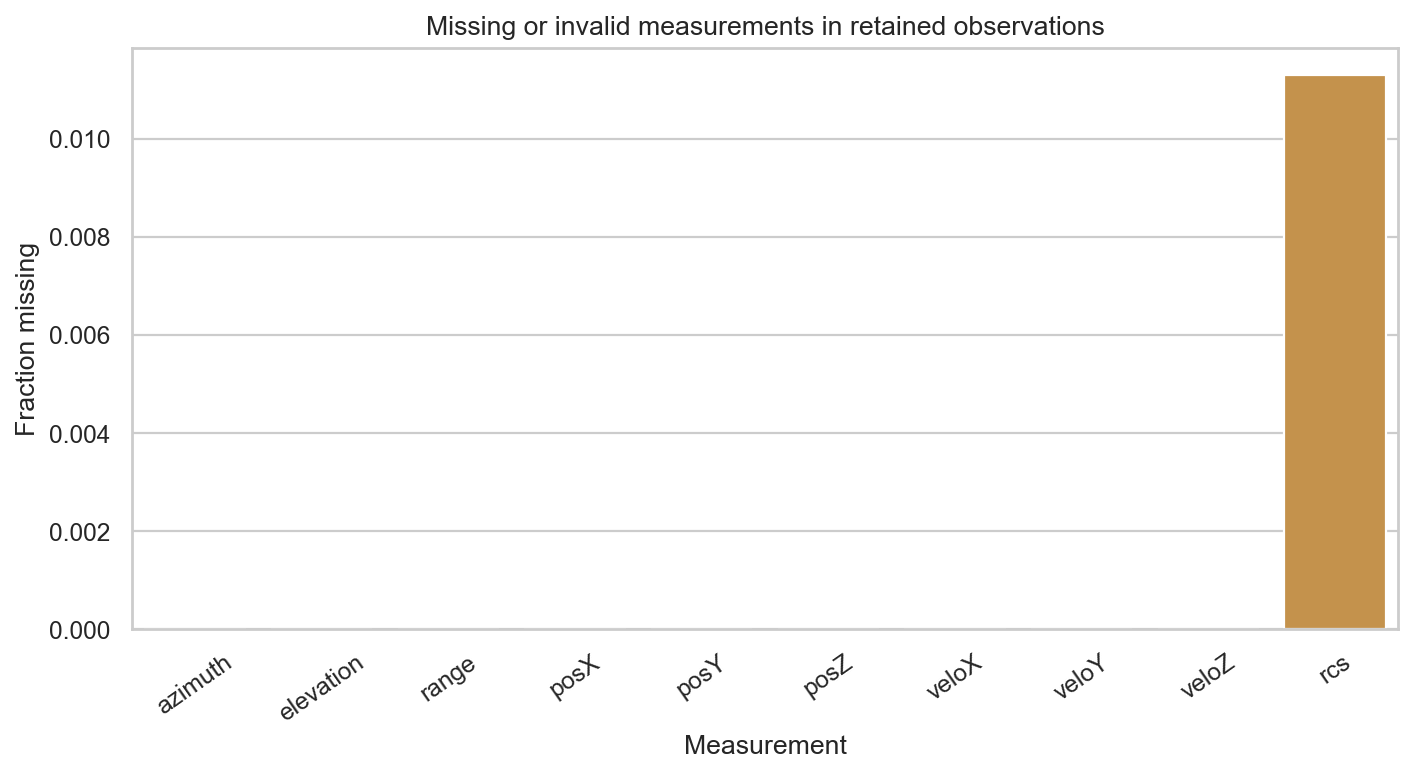 Missing or invalid measurements in retained observations
Fraction missing
0.010
0.008
0.006
0.004
0.002
0.000
azimuth
elevation
range
posX
posY
posZ
veloX
veloY
veloZ
rcs
Measurement